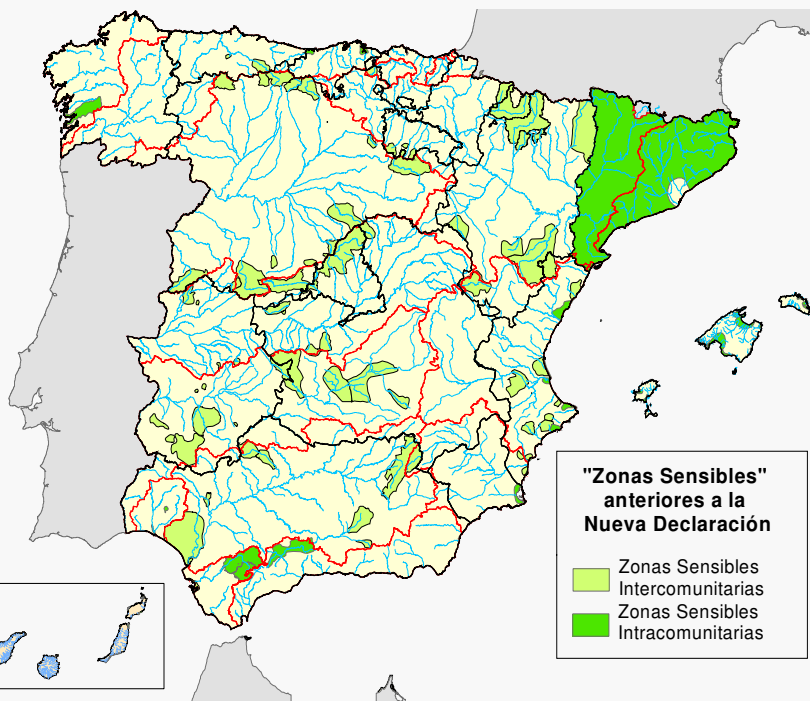 "Zonas Sensibles"
anteriores a la
Nueva Declaración
Zonas Sensibles
Intercomunitarias
Zonas Sensibles
Intracomunitarias